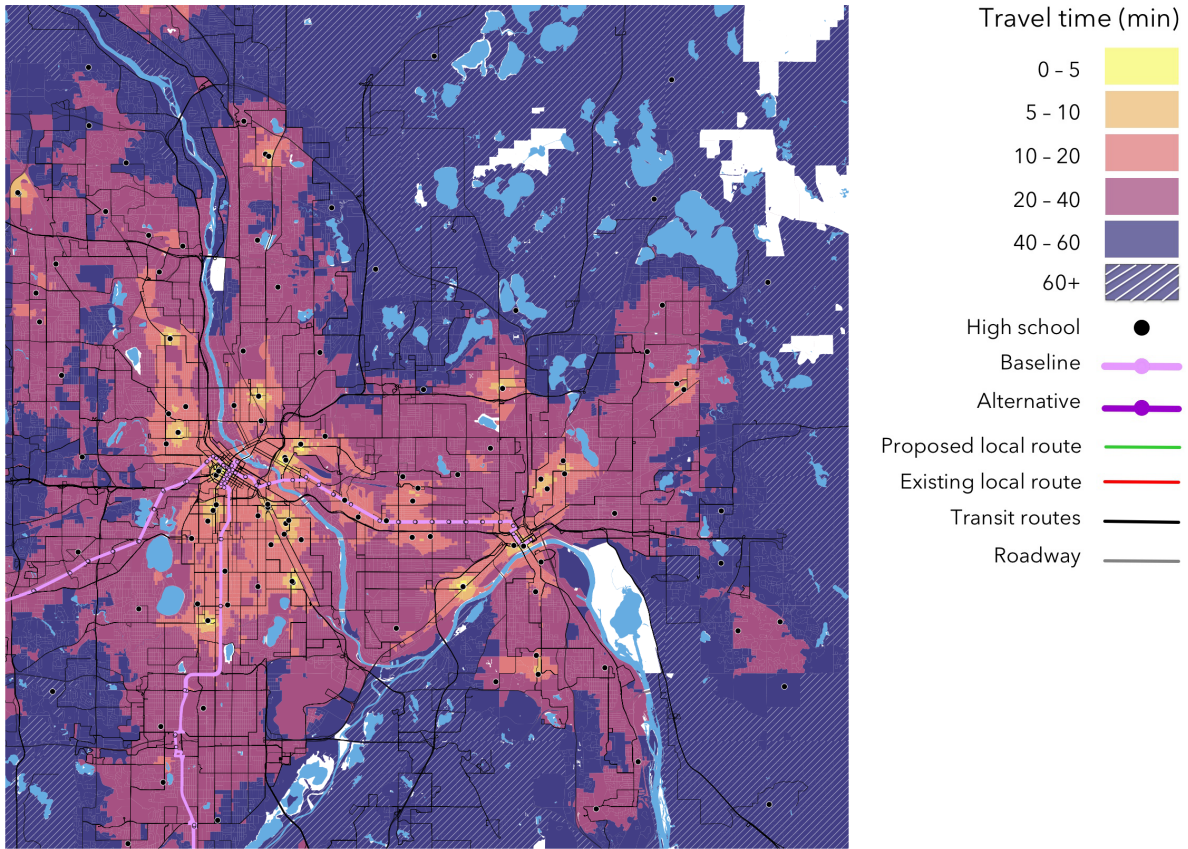 Travel time (min)
0 – 5
5 – 10
10 – 20
20 – 40
40 – 60
60+
High school
Baseline
Alternative
Proposed local route
Existing local route
Transit routes
Roadway